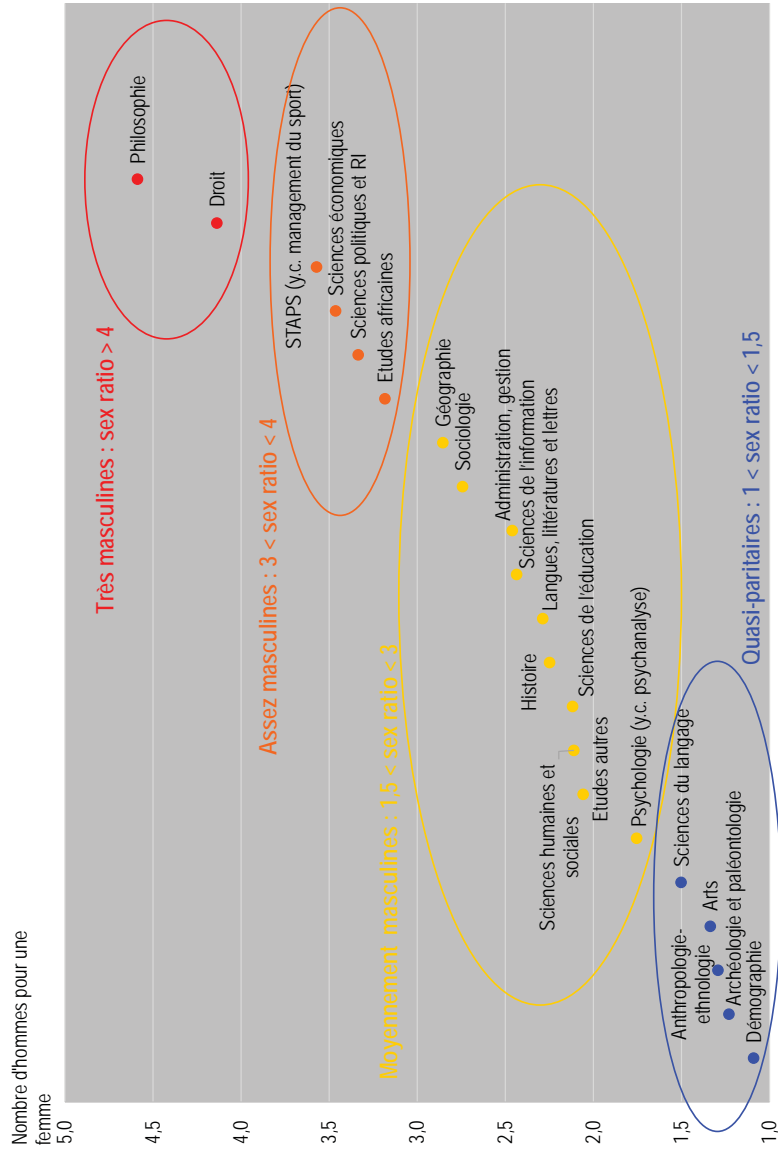 Nombre d'hommes pour une
femme
5,0
4,5
4,0
3,5
3,0
2,5
2,0
1,5
1,0
Très masculines : sex ratio > 4
Philosophie
Droit
Assez masculines : 3 < sex ratio < 4
STAPS (y.c. management du sport)
Sciences économiques
Sciences politiques et RI
Etudes africaines
Moyennement masculines : 1.5 < sex ratio < 3
Géographie
Sociologie
Administration, gestion
Sciences de l'information
Langues, littératures et lettres
Histoire
Sciences de l'éducation
Sciences humaines et
sociales
Etudes autres
Psychologie (y.c. psychanalyse)
Quasi-paritaires : 1 < sex ratio < 1,5
Sciences du langage
Arts
Anthropologie-
ethnologie
Archéologie et paléontologie
Démographie